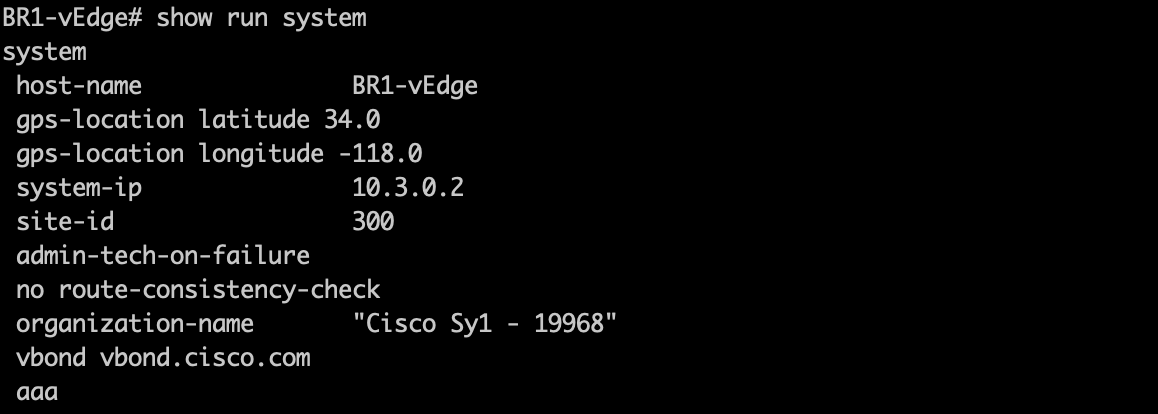 BR1-vEdge# show run system
system
 host-name               BR1-vEdge
 gps-location latitude 34.0
 gps-location longitude -118.0
 system-ip               10.3.0.2
 site-id                 300
 admin-tech-on-failure
 no route-consistency-check
 organization-name       "Cisco Sy1 - 19968"
 vbond vbond.cisco.com
 aaa